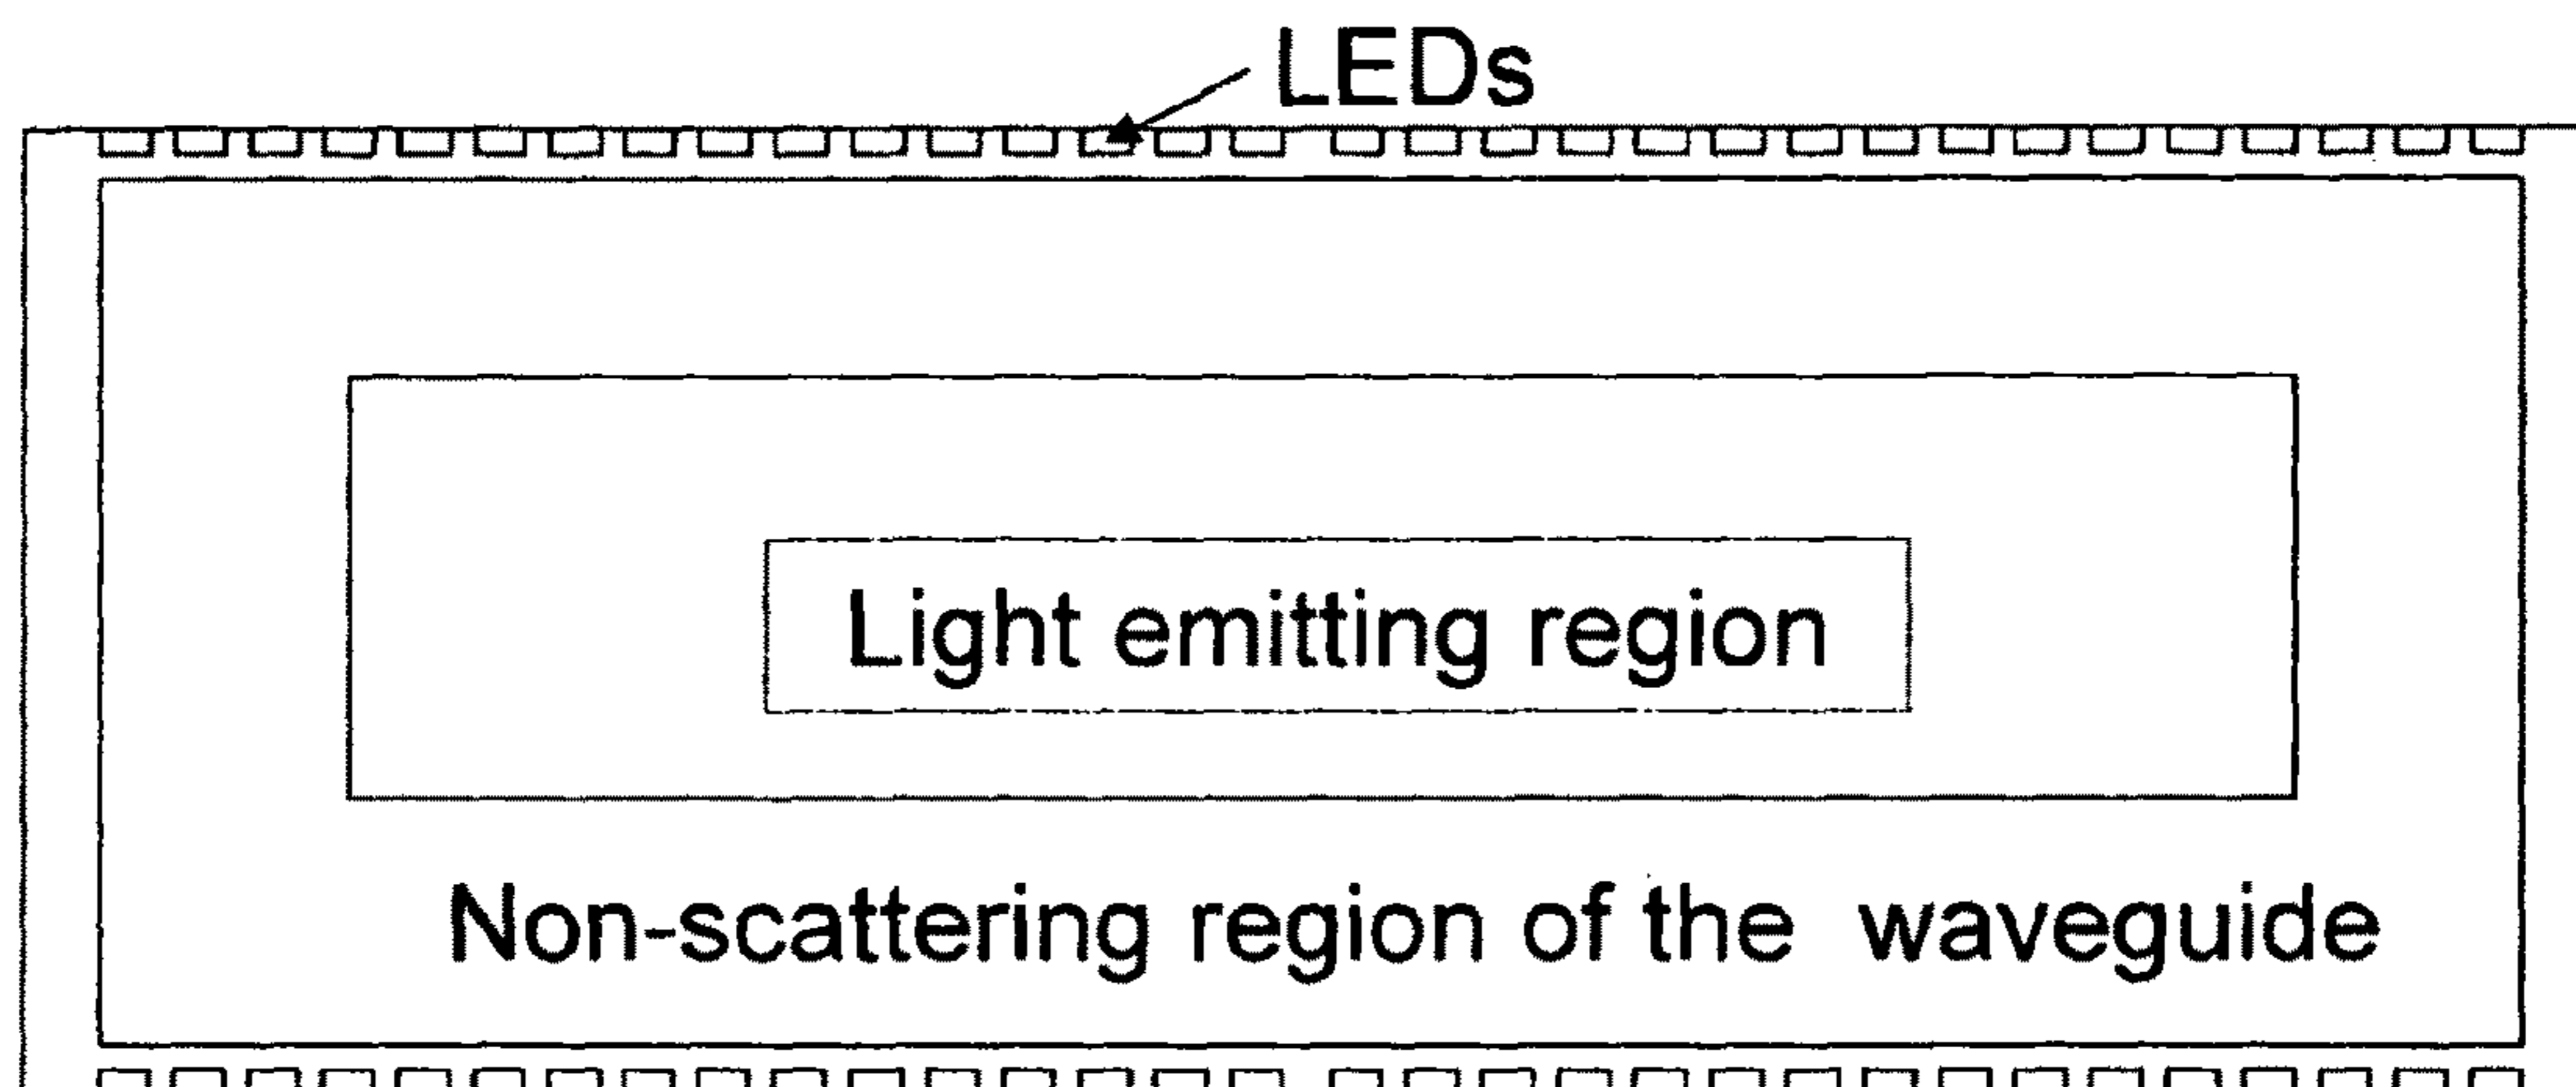 LEDs
Light emitting region
Non-scattering region of the waveguide